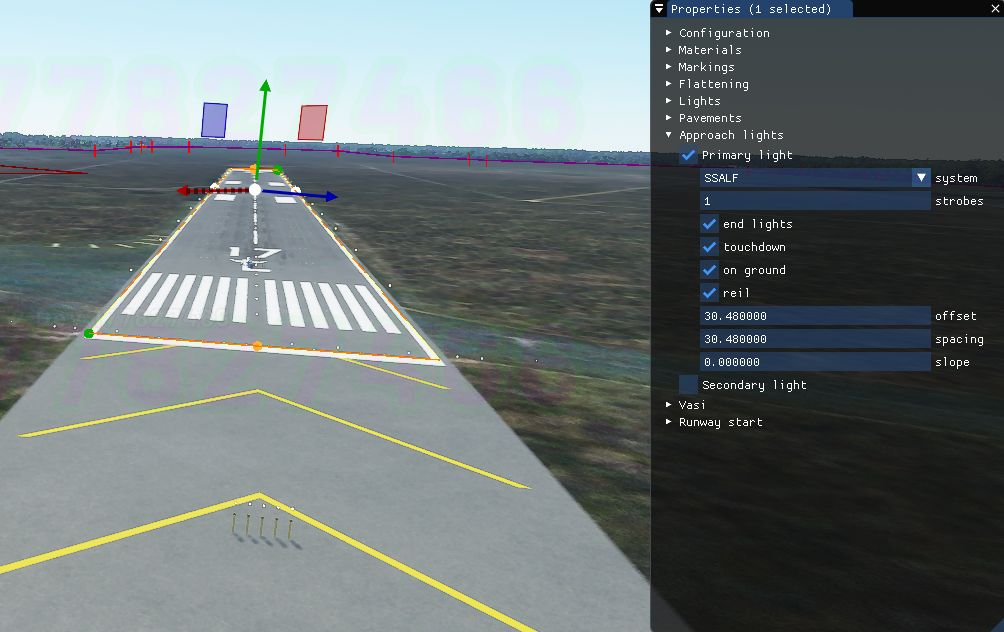 Properties (1 selected)
Configuration
Materials
Markings
Flattening
Lights
Pavements
Approach lights
Primary light
SSALF system
1 strobes
end lights
touchdown
on ground
reil
30.480000 offset
30.480000 spacing
0.000000 slope
Secondary light
Vasi
Runway start
17